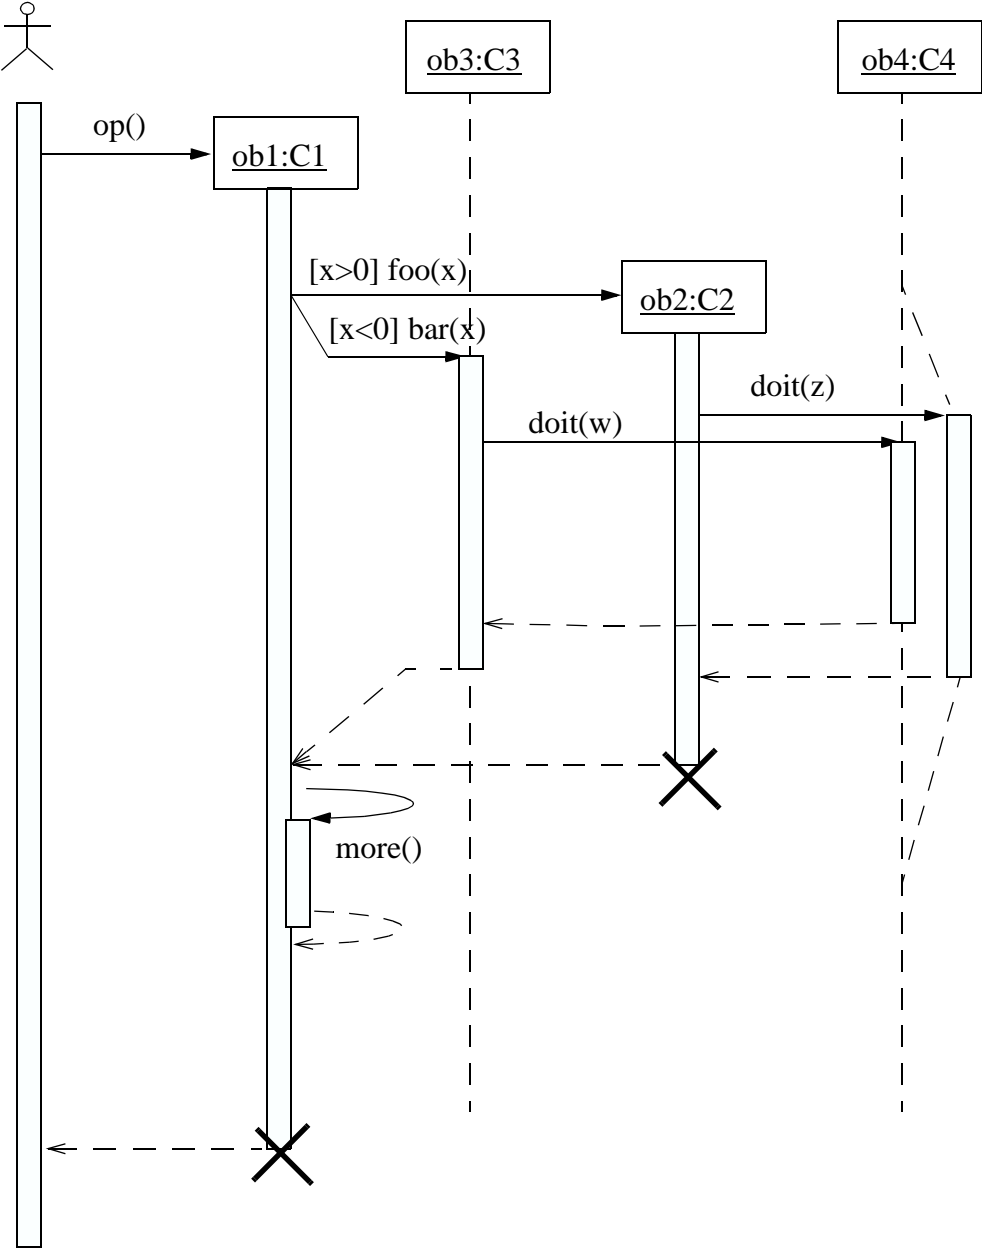 ob3:C3
ob4:C4
op()
ob1:C1
[x>0] foo(x)
ob2:C2
[x<0] bar(x)
doit(z)
doit(w)
more()